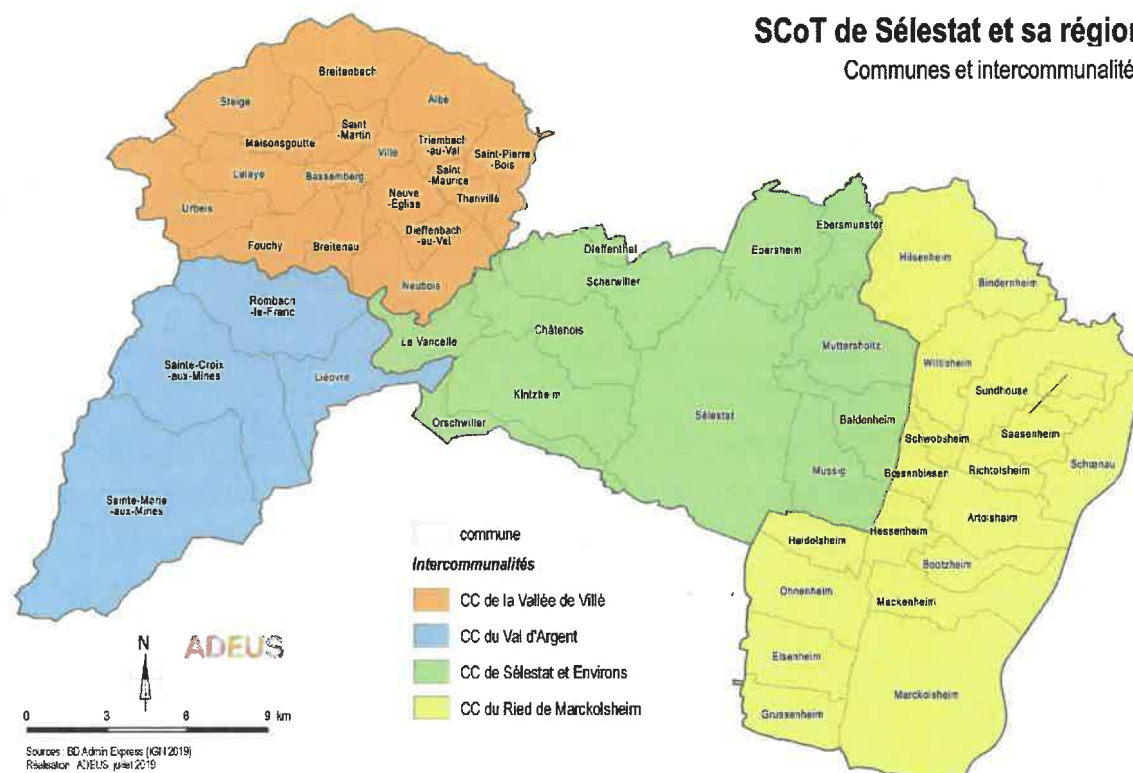 SCoT de Sélestat et sa région
Communes et intercommunalité
Breitenbach
Steige
Albé
Saint
-Martin
Maisonsgoutte
Triembach
-au-Val
Villé
Saint-Pierre
-Bois
Lalaye
Bassemberg
Saint
-Maurice
Neuve
-Église
Thanvillé
Urbeis
Dieffenbach
-au-Val
Fouchy
Breitenau
Neubois
Rombach
-le-Franc
La Vancelle
Sainte-Croix
-aux-Mines
Lièpvre
Sainte-Marie
-aux-Mines
Dieffenthal
Scherwiller
Châtenois
Kintzheim
Orschwiller
Sélestat
Ebersheim
Ebersmunster
Muttersholtz
Baldenheim
Mussig
Hilsenheim
Bindernheim
Wittisheim
Sundhouse
Saasenheim
Schwobsheim
Bœsenbiesen
Richtolsheim
Schœnau
Artolsheim
Hessenheim
Heidolsheim
Bootzheim
Ohnenheim
Mackenheim
Elsenheim
Marckolsheim
Grussenheim
commune
Intercommunalités
CC de la Vallée de Villé
CC du Val d'Argent
CC de Sélestat et Environs
CC du Ried de Marckolsheim
N
ADEUS
0 3 6 9 km
Sources : BD Admin Express (IGN 2019)
Réalisation : ADEUS, juillet 2019